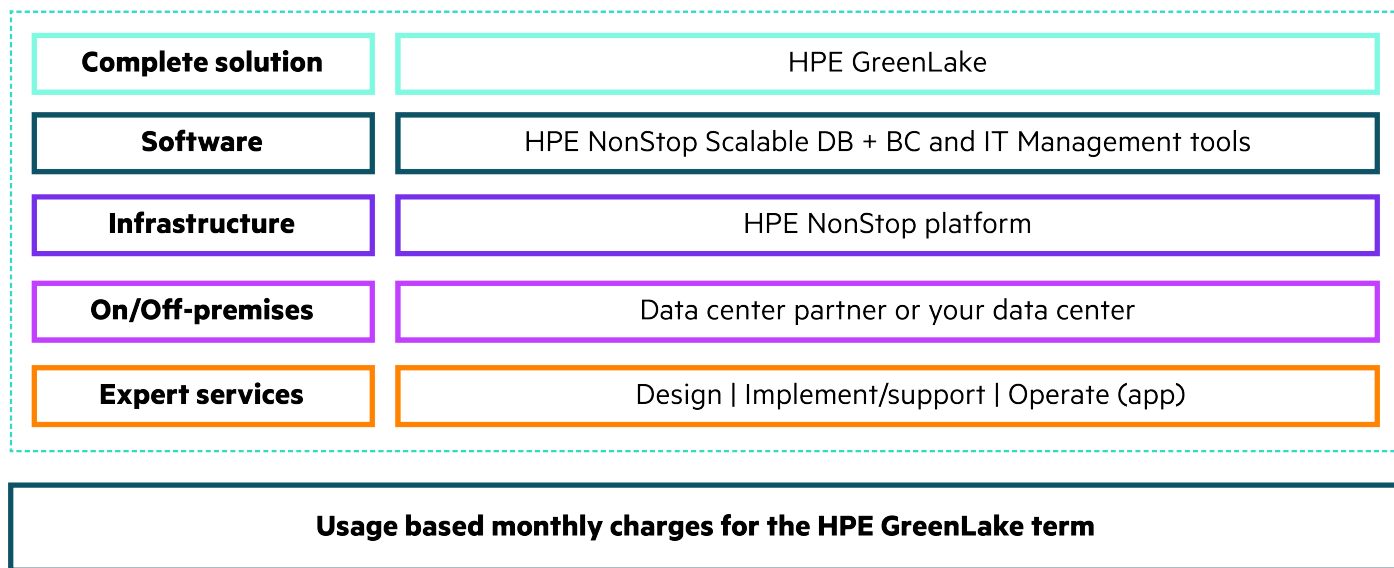 Complete solution
HPE GreenLake
Software
HPE NonStop Scalable DB + BC and IT Management tools
Infrastructure
HPE NonStop platform
On/Off-premises
Data center partner or your data center
Expert services
Design | Implement/support | Operate (app)
Usage based monthly charges for the HPE GreenLake term